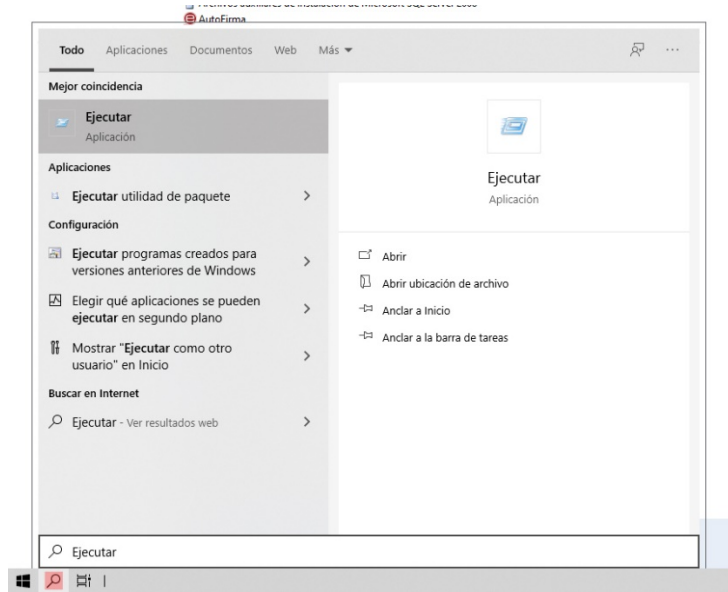 AutoFirma
Todo Aplicaciones Documentos Web Más
Mejor coincidencia
Ejecutar
Aplicación
Aplicaciones
Ejecutar utilidad de paquete
Configuración
Ejecutar programas creados para
versiones anteriores de Windows
Elegir qué aplicaciones se pueden
ejecutar en segundo plano
Mostrar "Ejecutar como otro
usuario" en Inicio
Buscar en Internet
Ejecutar - Ver resultados web
Ejecutar
Aplicación
Abrir
Abrir ubicación de archivo
Anclar a Inicio
Anclar a la barra de tareas
Ejecutar